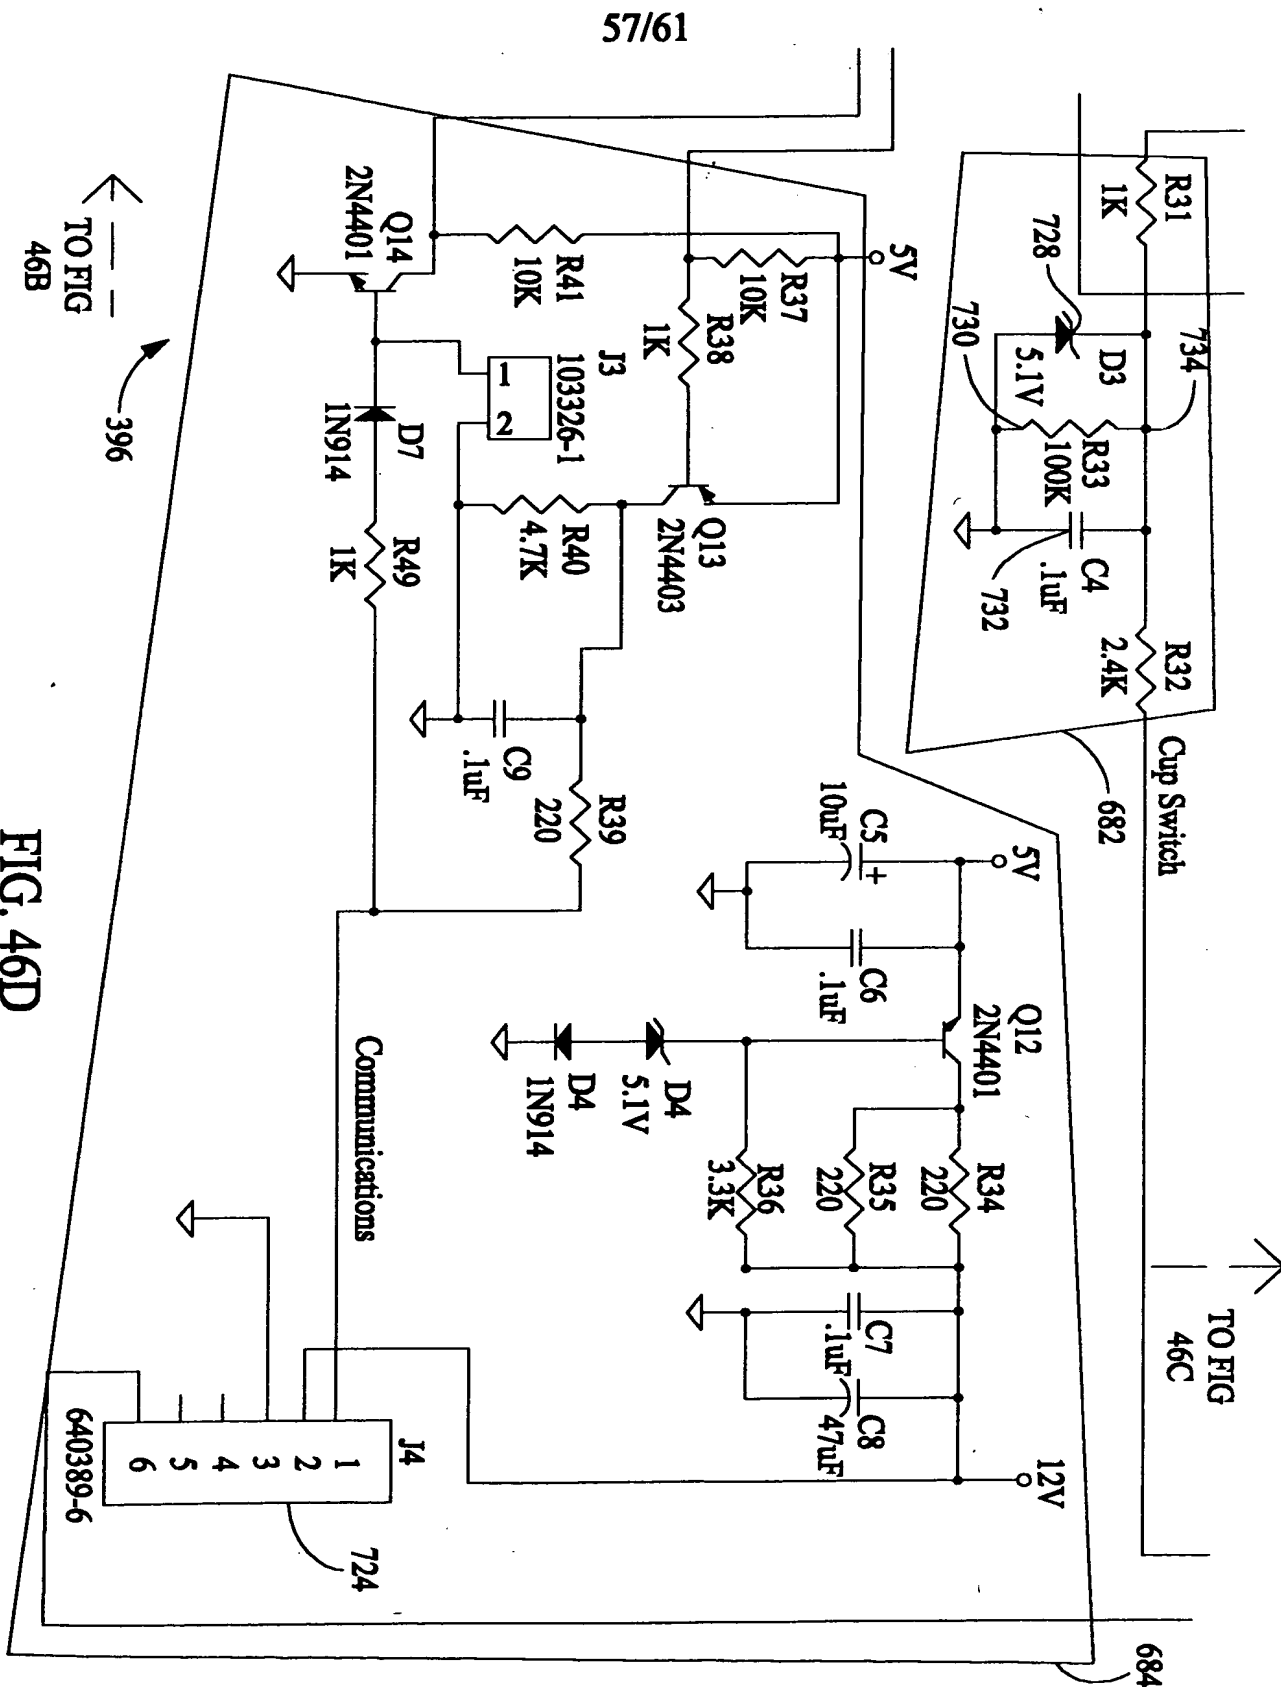 57/61
R31
1K
728
D3
5.1V
730
734
R33
100K
C4
.1uF
732
R32
2.4K
682
Cup Switch
TO FIG
46C
5V
R37
10K
R38
1K
R41
10K
Q14
2N4401
TO FIG
46B
396
J3
103326-1
1
2
D7
1N914
R49
1K
R40
4.7K
Q13
2N4403
C9
.1uF
R39
220
5V
C5
10uF
+
C6
.1uF
Q12
2N4401
D4
5.1V
D4
1N914
R34
220
R35
220
R36
3.3K
C7
.1uF
C8
47uF
12V
Communications
J4
1
2
3
4
5
6
640389-6
724
684
FIG. 46D